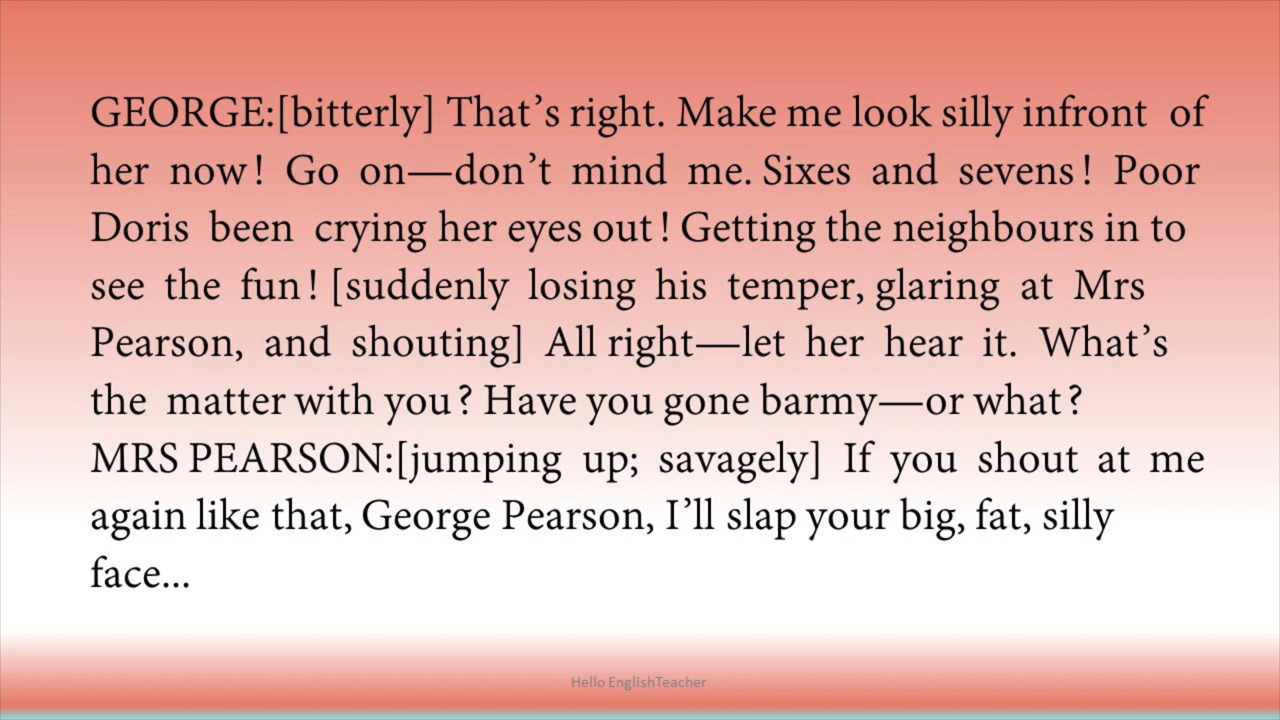 GEORGE:[bitterly] That’s right. Make me look silly infront of
her now! Go on—don’t mind me. Sixes and sevens! Poor
Doris been crying her eyes out! Getting the neighbours in to
see the fun! [suddenly losing his temper, glaring at Mrs
Pearson, and shouting] All right—let her hear it. What’s
the matter with you? Have you gone barmy—or what?
MRS PEARSON:[jumping up; savagely] If you shout at me
again like that, George Pearson, I’ll slap your big, fat, silly
face...
Hello EnglishTeacher